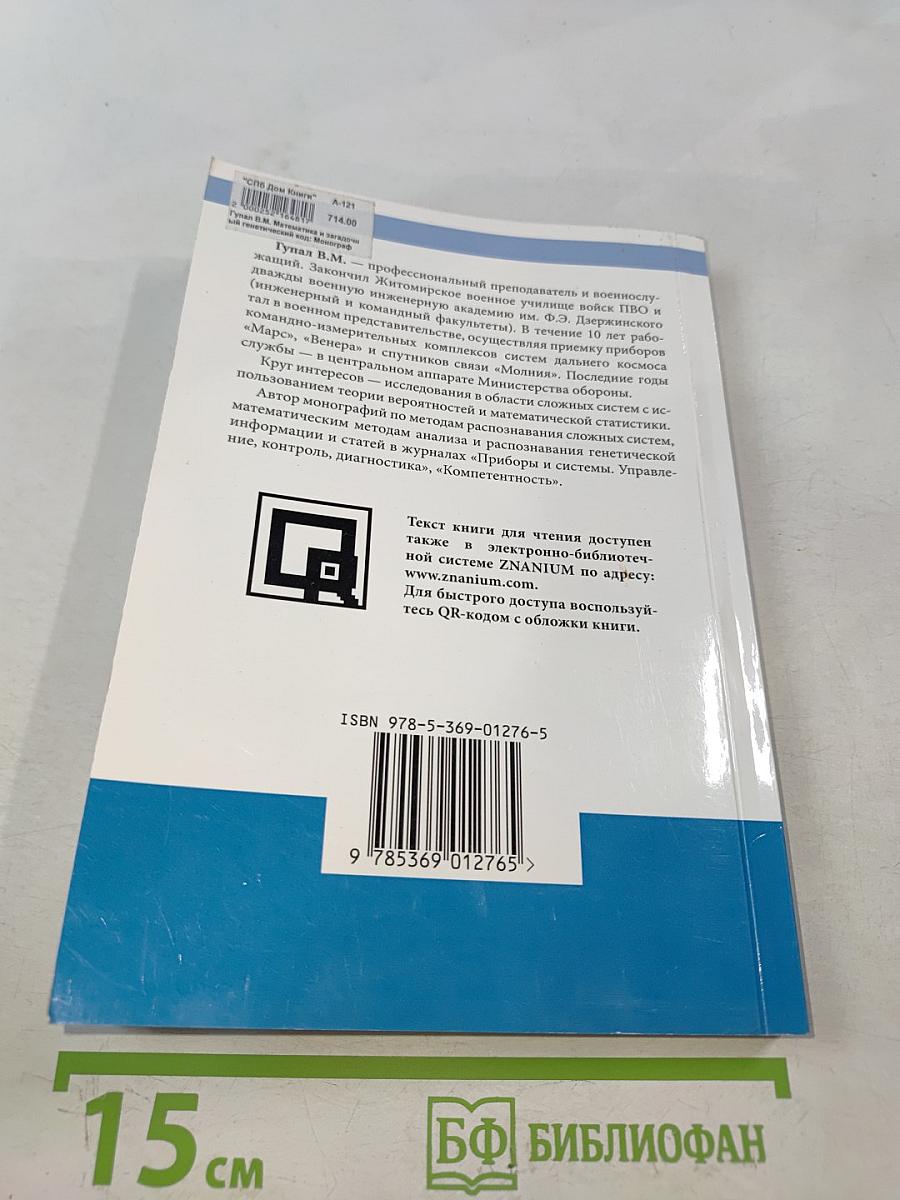 "СПб Дом Книги"
А-121
2 000252 164817
714.00
Гупал В.М. Математика и загадочн
ый генетический код: Монограф
Гупал В.М. — профессиональный преподаватель и военнослу-
жащий. Закончил Житомирское военное училище войск ПВО и
дважды военную инженерную академию им. Ф.Э. Дзержинского
(инженерный и командный факультеты). В течение 10 лет рабо-
тал в военном представительстве, осуществляя приемку приборов
командно-измерительных комплексов систем дальнего космоса
«Марс», «Венера» и спутников связи «Молния». Последние годы
службы — в центральном аппарате Министерства обороны.
Круг интересов — исследования в области сложных систем с ис-
пользованием теории вероятностей и математической статистики.
Автор монографий по методам распознавания сложных систем,
математическим методам анализа и распознавания генетической
информации и статей в журналах «Приборы и системы. Управле-
ние, контроль, диагностика», «Компетентность».
Текст книги для чтения доступен
также в электронно-библиотеч-
ной системе ZNANIUM по адресу:
www.znanium.com.
Для быстрого доступа воспользуй-
тесь QR-кодом с обложки книги.
ISBN 978-5-369-01276-5
9 785369 012765 >
15 см
БФ БИБЛИОФАН